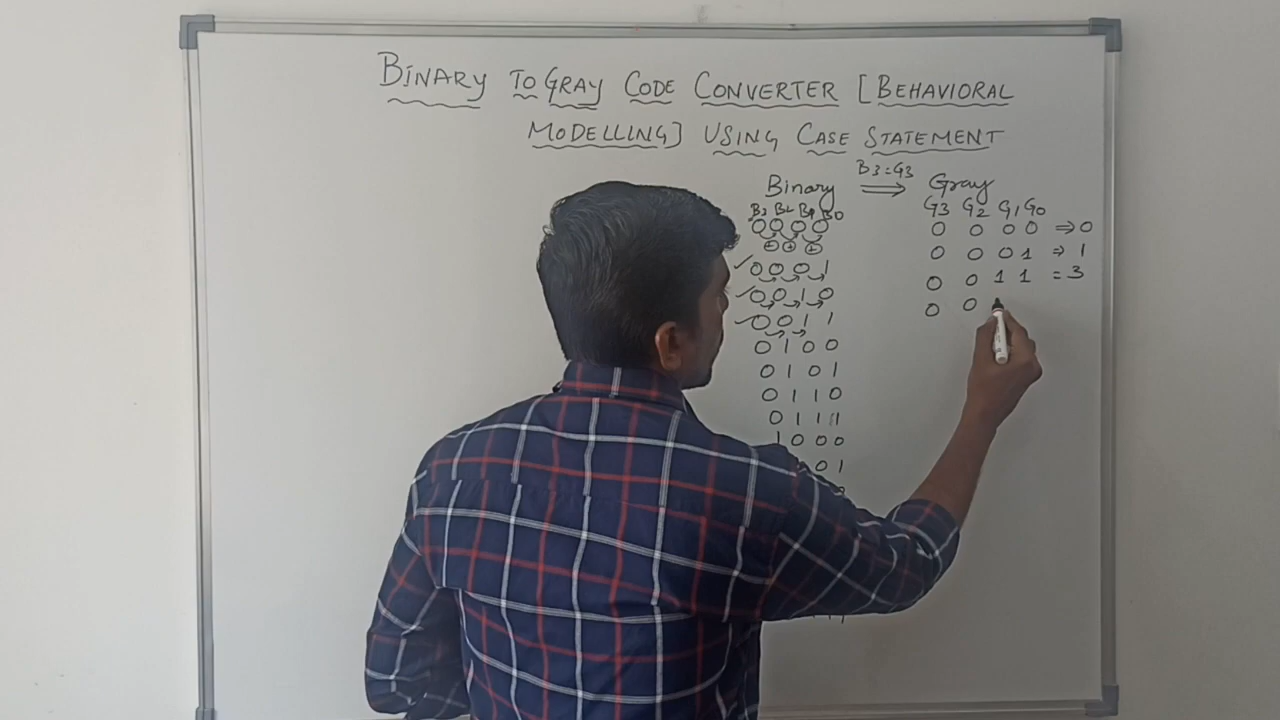 BINARY TO GRAY CODE CONVERTER [BEHAVIORAL
MODELLING] USING CASE STATEMENT
Binary B3=G3 ⇒ Gray
B3 B2 B1 B0 G3 G2 G1 G0
0 0 0 0 0 0 0 0 ⇒ 0
+ + +
0 0 0 1 0 0 0 1 ⇒ 1
0 0 1 0 0 0 1 1 = 3
0 0 1 1 0 0
0 1 0 0
0 1 0 1
0 1 1 0
0 1 1 1
1 0 0 0
0 1